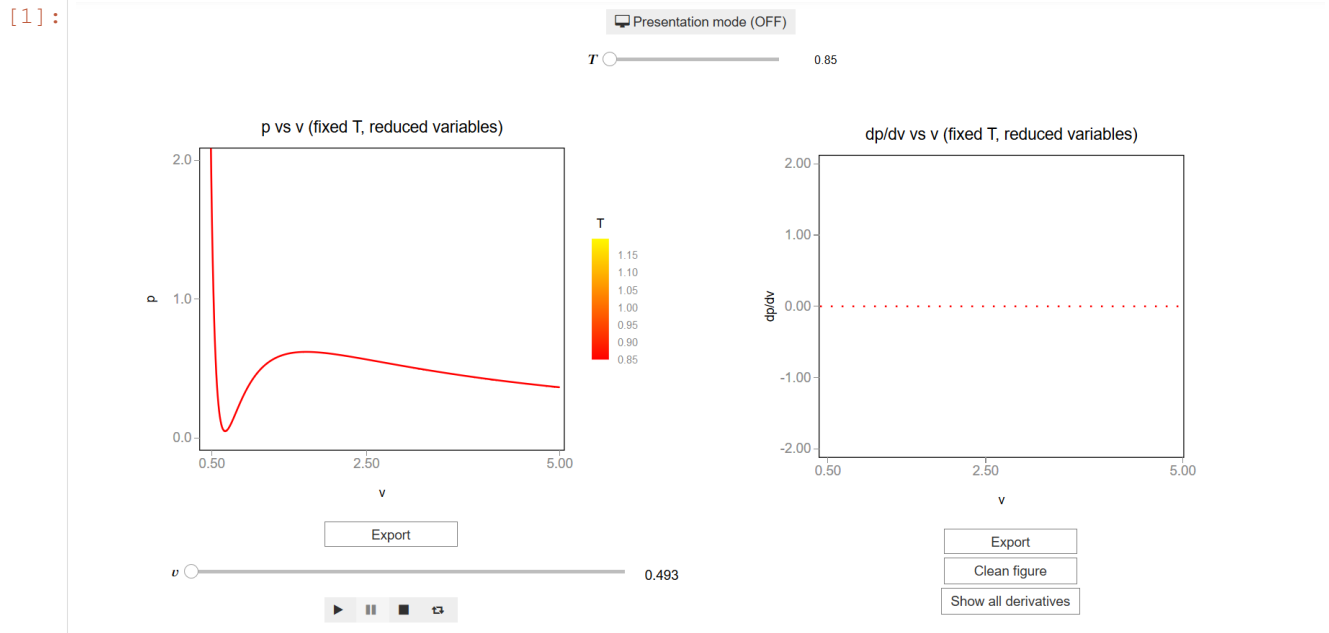 [1]:
Presentation mode (OFF)
T 0.85
p vs v (fixed T, reduced variables)
2.0
1.0
0.0
p
0.50 2.50 5.00
v
T
1.15
1.10
1.05
1.00
0.95
0.90
0.85
Export
v 0.493
dp/dv vs v (fixed T, reduced variables)
2.00
1.00
0.00
-1.00
-2.00
dp/dv
0.50 2.50 5.00
v
Export
Clean figure
Show all derivatives